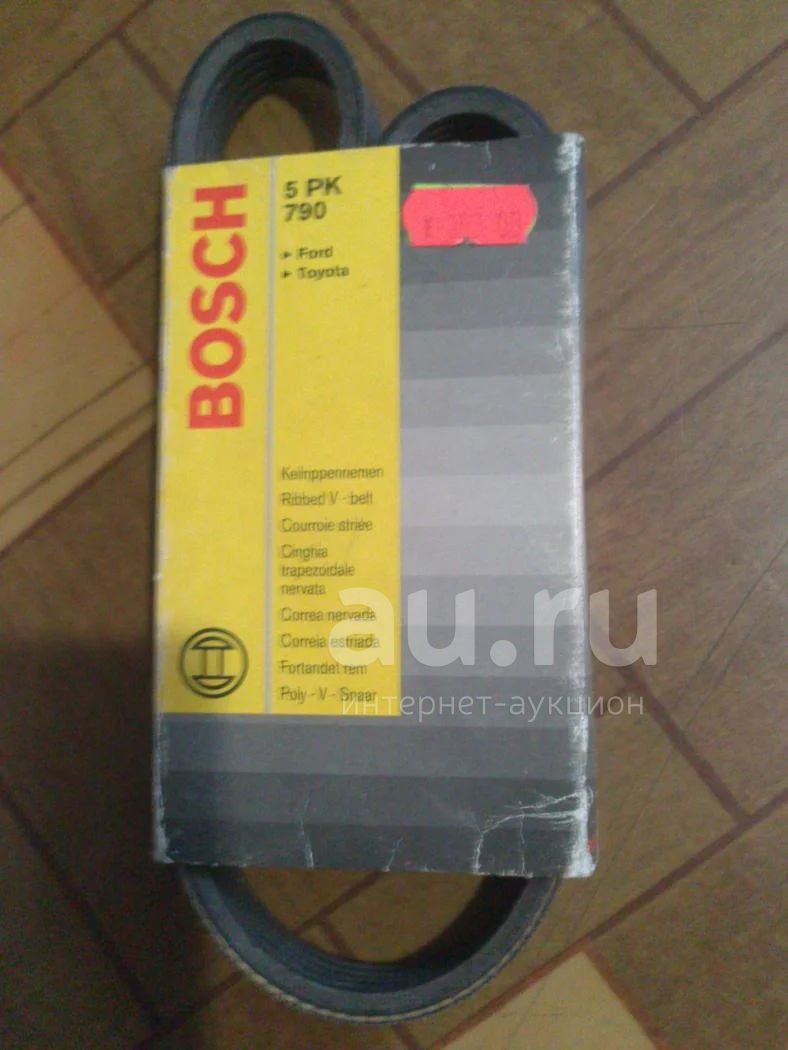 BOSCH
5 PK
790
Ford
Toyota
Keilrippenriemen
Ribbed V - belt
Courroie striée
Cinghia
trapezoidale
nervata
Correa nervada
Correia estriada
Fortandet rem
Poly - V - Snaar
au.ru
интернет-аукцион